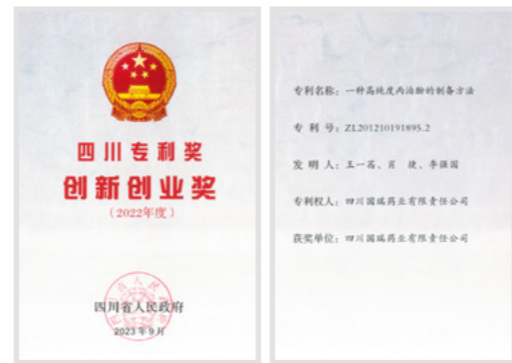 四川专利奖
创新创业奖
（2022年度）
四川省人民政府
2023年9月
专利名称：一种高纯度丙泊酚的制备方法
专 利 号：ZL201210191895.2
发 明 人：王一茗、肖 捷、李强国
专利权人：四川国瑞药业有限责任公司
获奖单位：四川国瑞药业有限责任公司